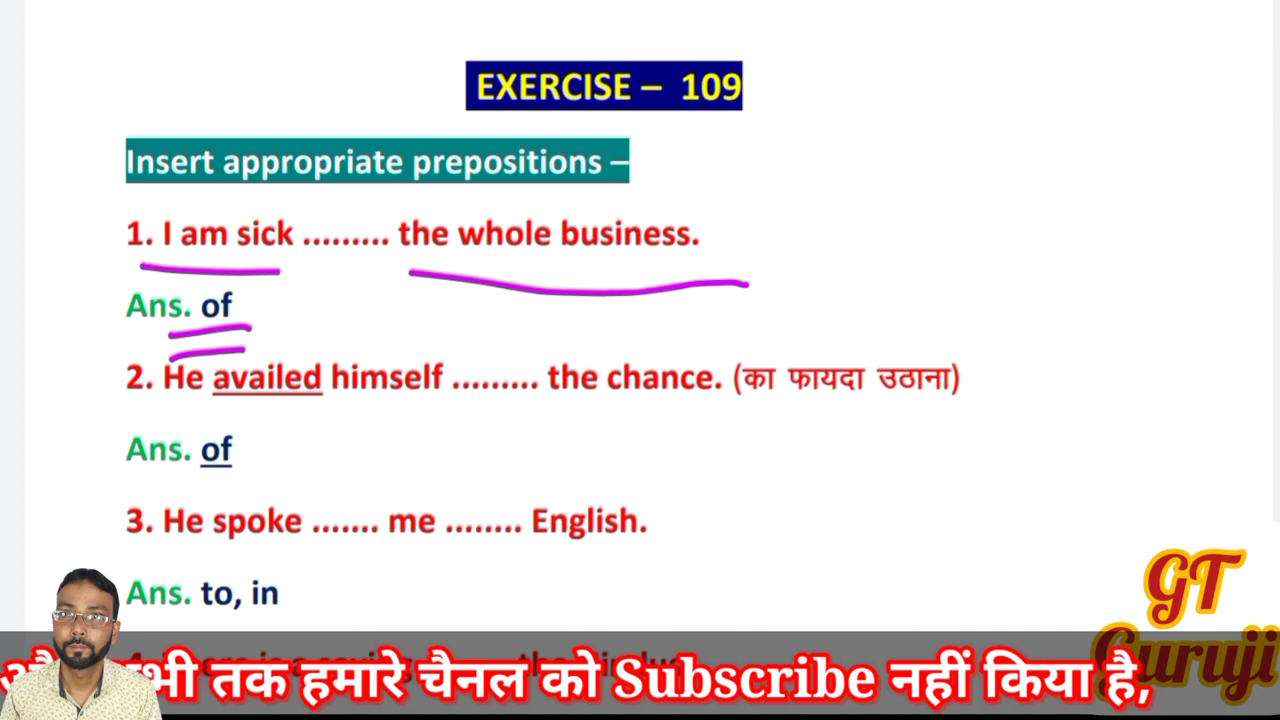 EXERCISE – 109
Insert appropriate prepositions –
1. I am sick ......... the whole business.
Ans. of
2. He availed himself ......... the chance. (का फायदा उठाना)
Ans. of
3. He spoke ....... me ........ English.
Ans. to, in
तक हमारे चैनल को Subscribe नहीं किया है,
GT
Guruji